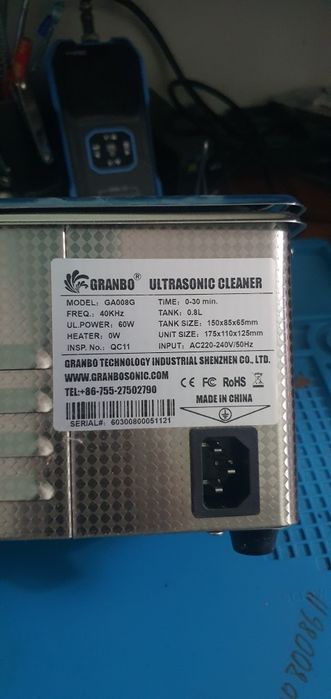 GRANBO® ULTRASONIC CLEANER
MODEL: GA008G TIME: 0-30 min.
FREQ.: 40KHz TANK: 0.8L
UL.POWER: 60W TANK SIZE: 150x85x65mm
HEATER: 0W UNIT SIZE: 175x110x125mm
INSP. No.: QC11 INPUT: AC220-240V/50Hz
GRANBO TECHNOLOGY INDUSTRIAL SHENZHEN CO., LTD.
WWW.GRANBOSONIC.COM
TEL:+86-755-27502790
CE FC RoHS
MADE IN CHINA
SERIAL#: 60300800051121